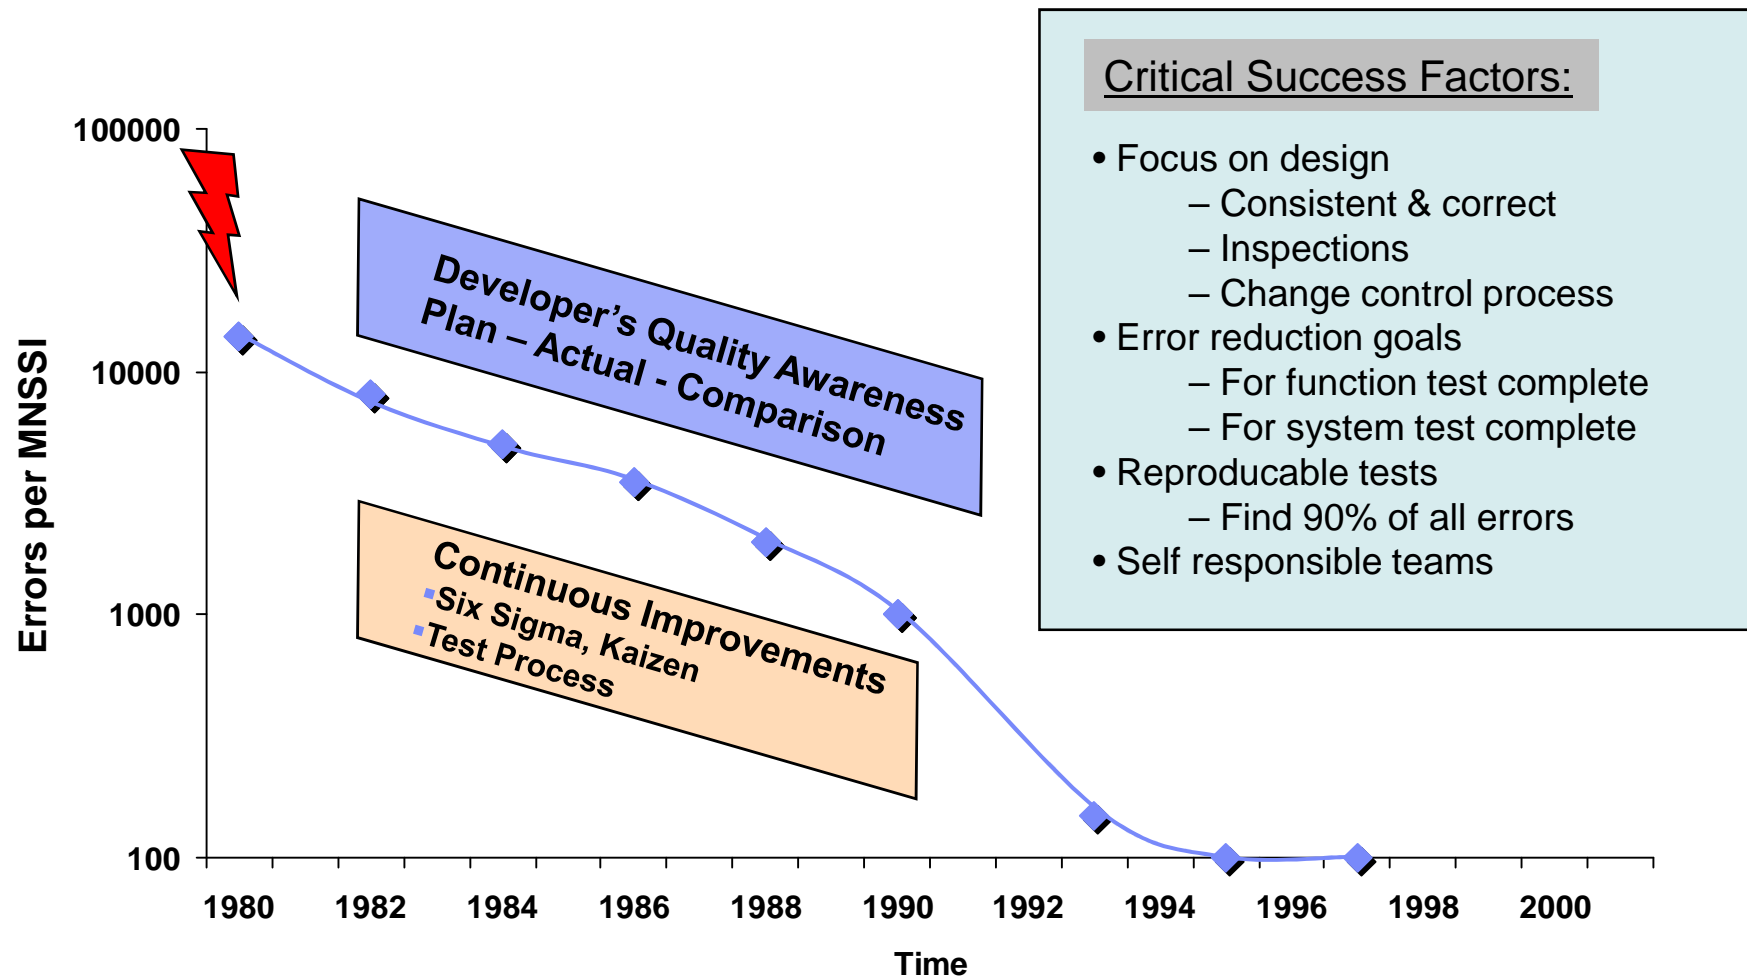 Critical Success Factors:
• Focus on design
– Consistent & correct
– Inspections
– Change control process
• Error reduction goals
– For function test complete
– For system test complete
• Reproducable tests
– Find 90% of all errors
• Self responsible teams
Developer’s Quality Awareness
Plan – Actual - Comparison
Continuous Improvements
▪Six Sigma, Kaizen
▪Test Process
Errors per MNSSI
100000
10000
1000
100
1980 1982 1984 1986 1988 1990 1992 1994 1996 1998 2000
Time